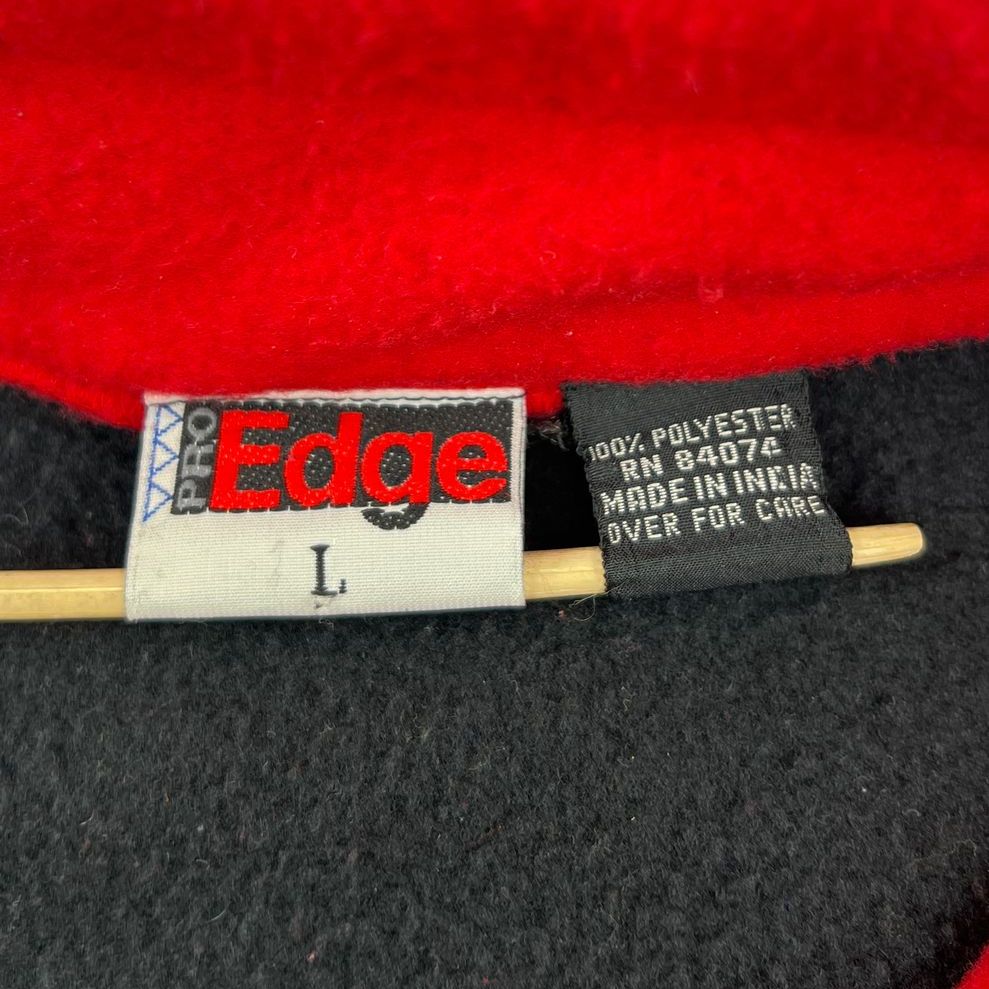 PRO Edge
L
100% POLYESTER
RN 84074
MADE IN INDIA
OVER FOR CARE